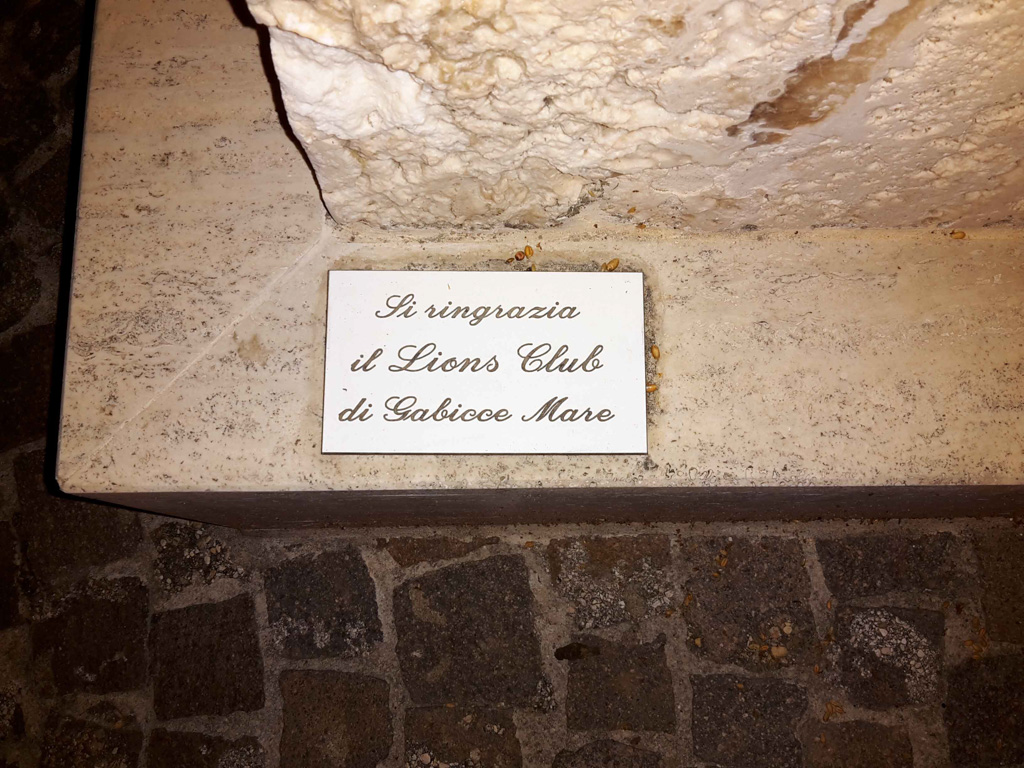 Si ringrazia
il Lions Club
di Gabicce Mare